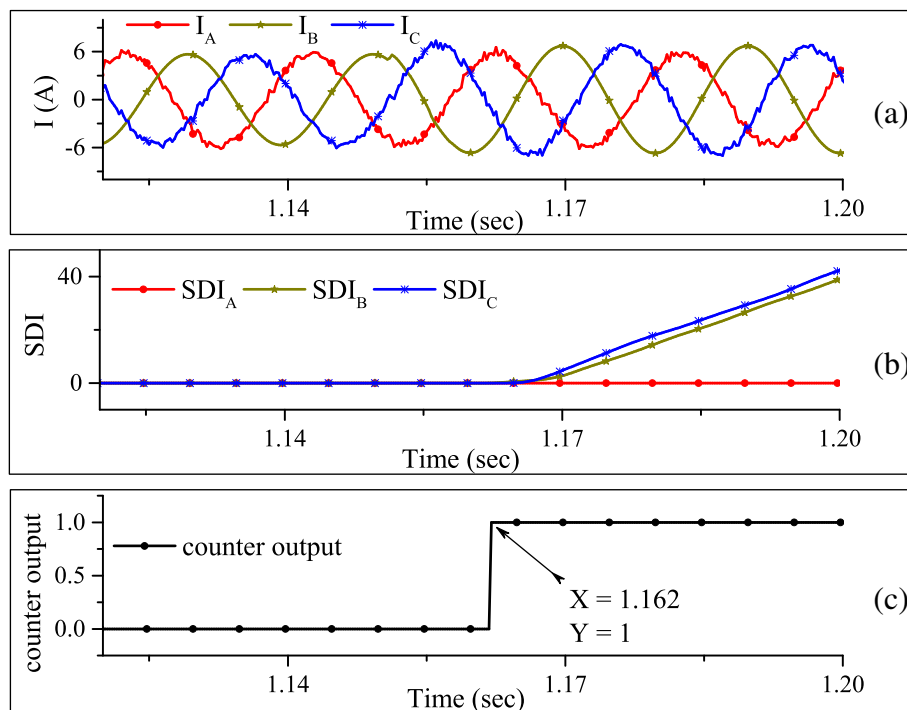 I_A I_B I_C
6
0
-6
I (A)
1.14 1.17 1.20
Time (sec)
(a)
SDI_A SDI_B SDI_C
40
0
SDI
1.14 1.17 1.20
Time (sec)
(b)
counter output
1.0
0.5
0.0
counter output
X = 1.162
Y = 1
1.14 1.17 1.20
Time (sec)
(c)